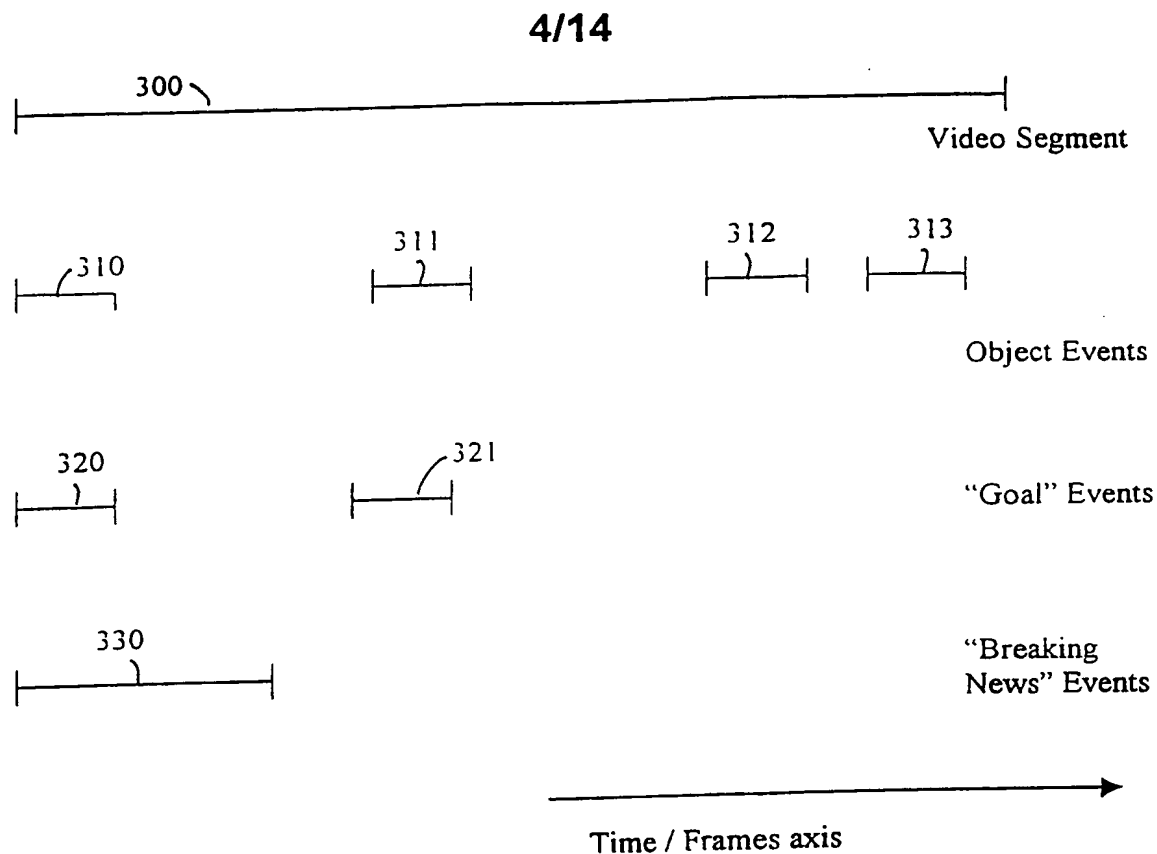 4/14
300
Video Segment
310
311
312
313
Object Events
320
321
“Goal” Events
330
“Breaking
News” Events
Time / Frames axis